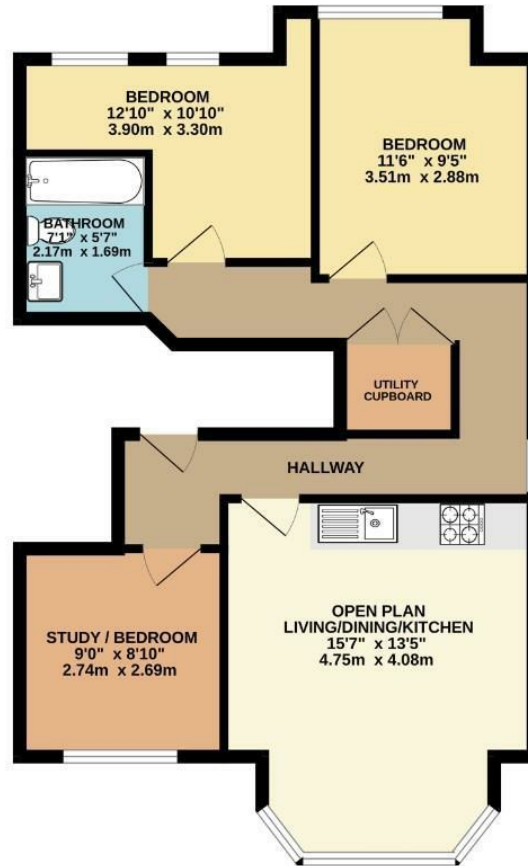 BEDROOM
12'10" x 10'10"
3.90m x 3.30m
BEDROOM
11'6" x 9'5"
3.51m x 2.88m
BATHROOM
7'1" x 5'7"
2.17m x 1.69m
UTILITY
CUPBOARD
HALLWAY
STUDY / BEDROOM
9'0" x 8'10"
2.74m x 2.69m
OPEN PLAN
LIVING/DINING/KITCHEN
15'7" x 13'5"
4.75m x 4.08m